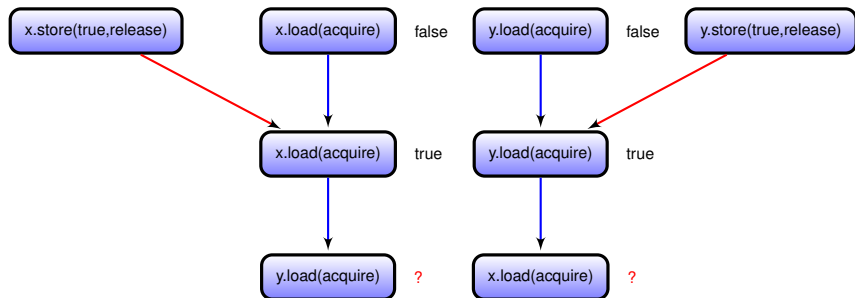 x.store(true,release)
x.load(acquire)
false
y.load(acquire)
false
y.store(true,release)
x.load(acquire)
true
y.load(acquire)
true
y.load(acquire)
?
x.load(acquire)
?